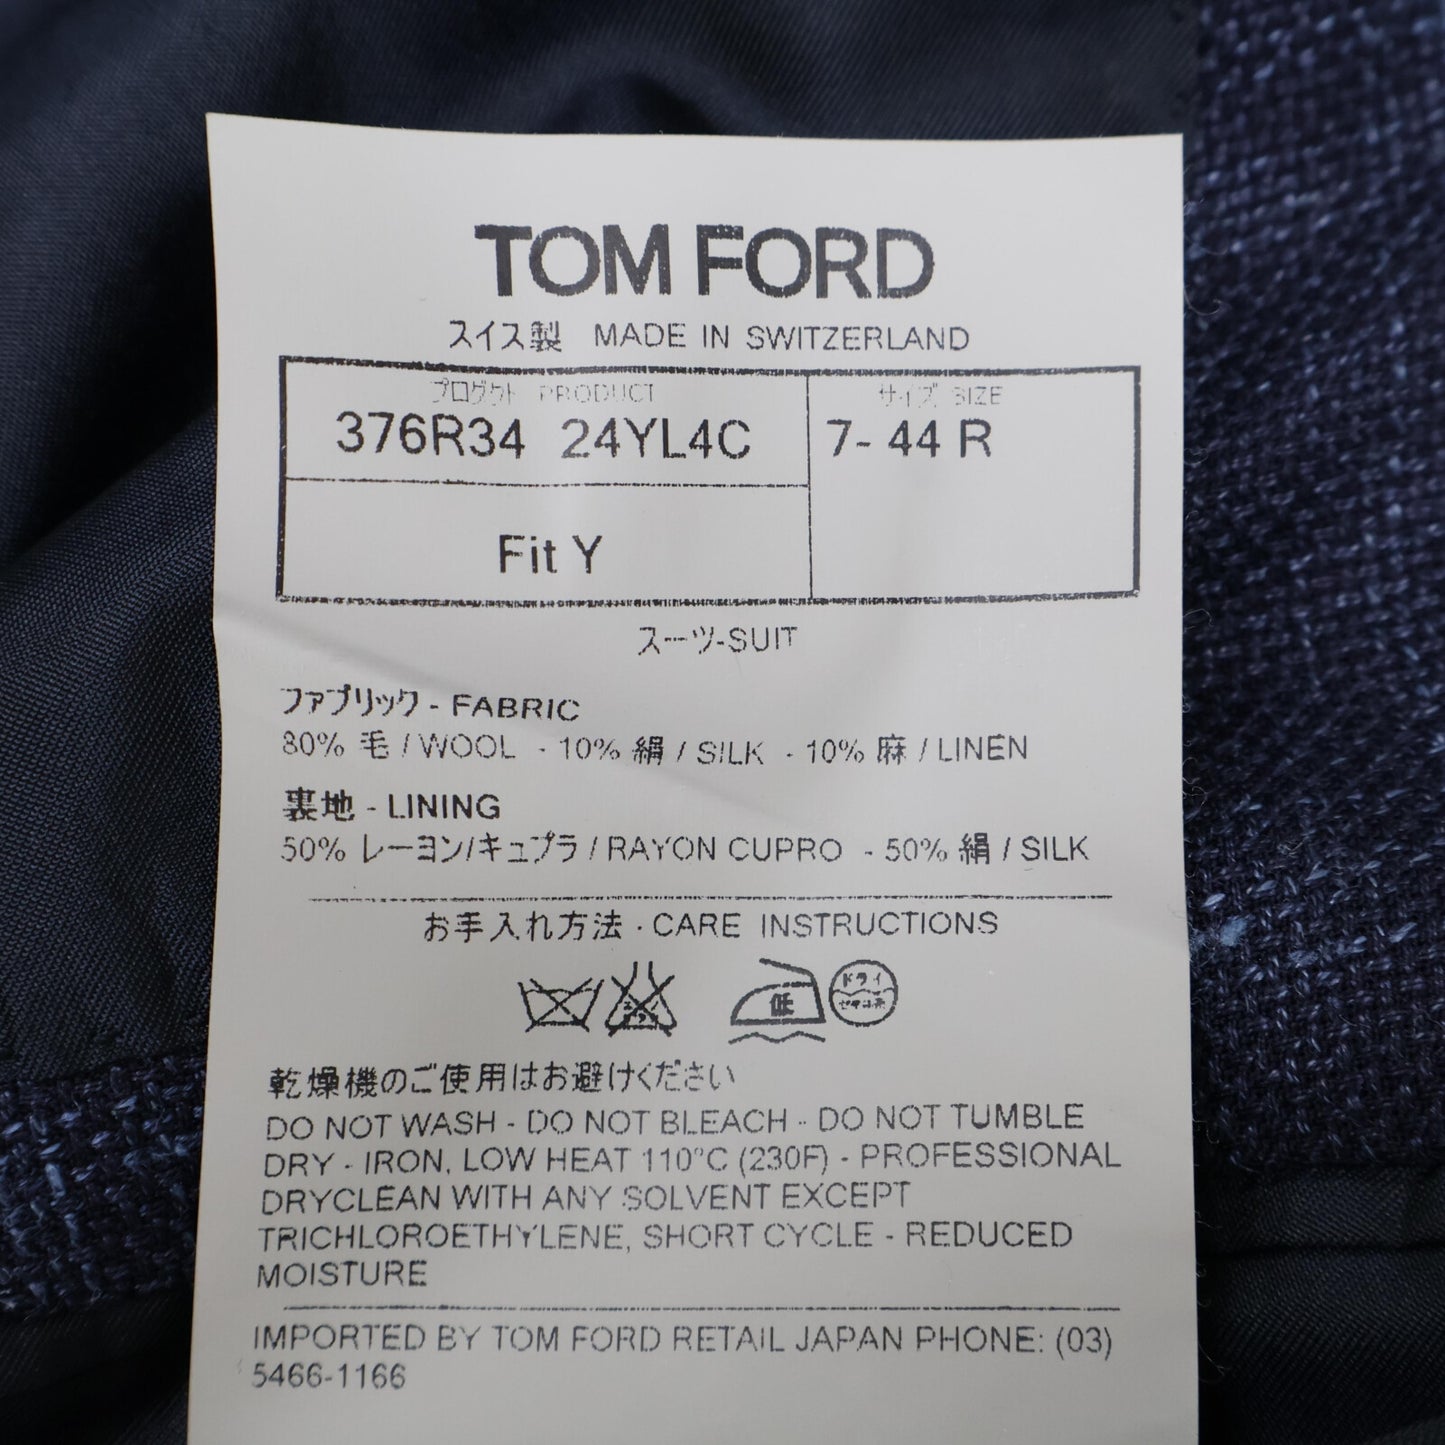 TOM FORD
スイス製 MADE IN SWITZERLAND
プロダクト PRODUCT
サイズ SIZE
376R34 24YL4C
7- 44 R
Fit Y
スーツ-SUIT
ファブリック - FABRIC
80% 毛 / WOOL - 10% 絹 / SILK - 10% 麻 / LINEN
裏地 - LINING
50% レーヨン/キュプラ / RAYON CUPRO - 50% 絹 / SILK
お手入れ方法 · CARE INSTRUCTIONS
低
ドライ
乾燥機のご使用はお避けください
DO NOT WASH - DO NOT BLEACH - DO NOT TUMBLE
DRY - IRON, LOW HEAT 110°C (230F) - PROFESSIONAL
DRYCLEAN WITH ANY SOLVENT EXCEPT
TRICHLOROETHYLENE, SHORT CYCLE - REDUCED
MOISTURE
IMPORTED BY TOM FORD RETAIL JAPAN PHONE: (03)
5466-1166